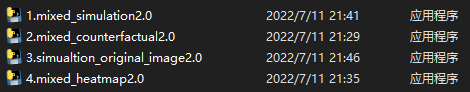 1.mixed_simulation2.0 2022/7/11 21:41 应用程序
2.mixed_counterfactual2.0 2022/7/11 21:29 应用程序
3.simualtion_original_image2.0 2022/7/11 21:46 应用程序
4.mixed_heatmap2.0 2022/7/11 21:35 应用程序